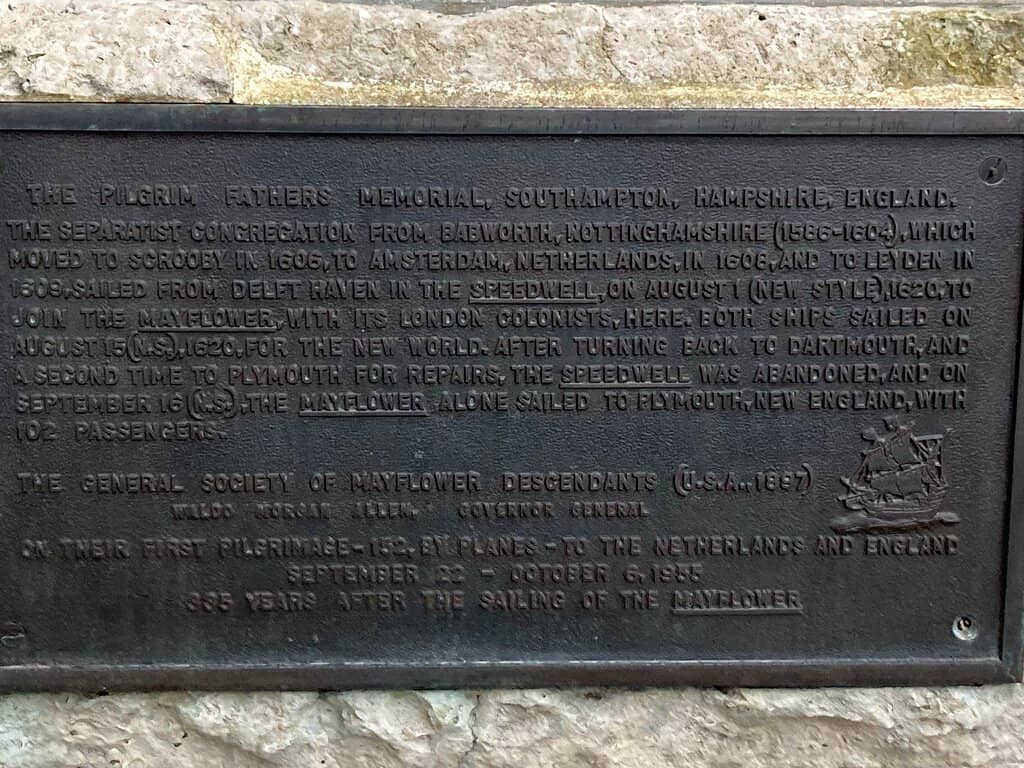 THE PILGRIM FATHERS MEMORIAL, SOUTHAMPTON, HAMPSHIRE, ENGLAND.
THE SEPARATIST CONGREGATION FROM BABWORTH, NOTTINGHAMSHIRE (1586-1604), WHICH
MOVED TO SCROOBY IN 1606, TO AMSTERDAM, NETHERLANDS, IN 1608, AND TO LEYDEN IN
1609, SAILED FROM DELFT HAVEN IN THE SPEEDWELL, ON AUGUST 1 (NEW STYLE), 1620, TO
JOIN THE MAYFLOWER, WITH ITS LONDON COLONISTS, HERE. BOTH SHIPS SAILED ON
AUGUST 15 (N.S.), 1620, FOR THE NEW WORLD. AFTER TURNING BACK TO DARTMOUTH, AND
A SECOND TIME TO PLYMOUTH FOR REPAIRS, THE SPEEDWELL WAS ABANDONED, AND ON
SEPTEMBER 16 (N.S.), THE MAYFLOWER ALONE SAILED TO PLYMOUTH, NEW ENGLAND, WITH
102 PASSENGERS.
THE GENERAL SOCIETY OF MAYFLOWER DESCENDANTS (U.S.A., 1897)
WALDO MORGAN ALLEN, GOVERNOR GENERAL
ON THEIR FIRST PILGRIMAGE - 152, BY PLANES - TO THE NETHERLANDS AND ENGLAND
SEPTEMBER 22 - OCTOBER 6, 1955
335 YEARS AFTER THE SAILING OF THE MAYFLOWER